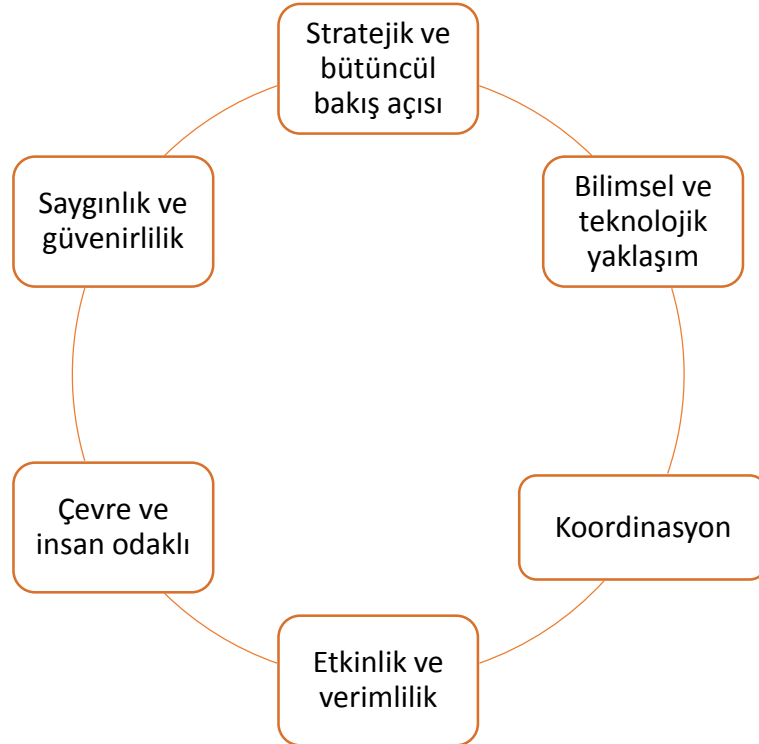 Stratejik ve
bütüncül
bakış açısı
Bilimsel ve
teknolojik
yaklaşım
Koordinasyon
Etkinlik ve
verimlilik
Çevre ve
insan odaklı
Saygınlık ve
güvenirlilik